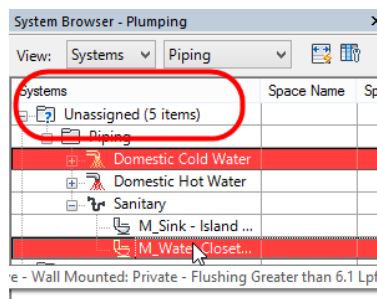 System Browser - Plumping
View: Systems Piping
Systems Space Name Sp
Unassigned (5 items)
Piping
Domestic Cold Water
Domestic Hot Water
Sanitary
M_Sink - Island ...
M_Water Closet...
e - Wall Mounted: Private - Flushing Greater than 6.1 Lpf